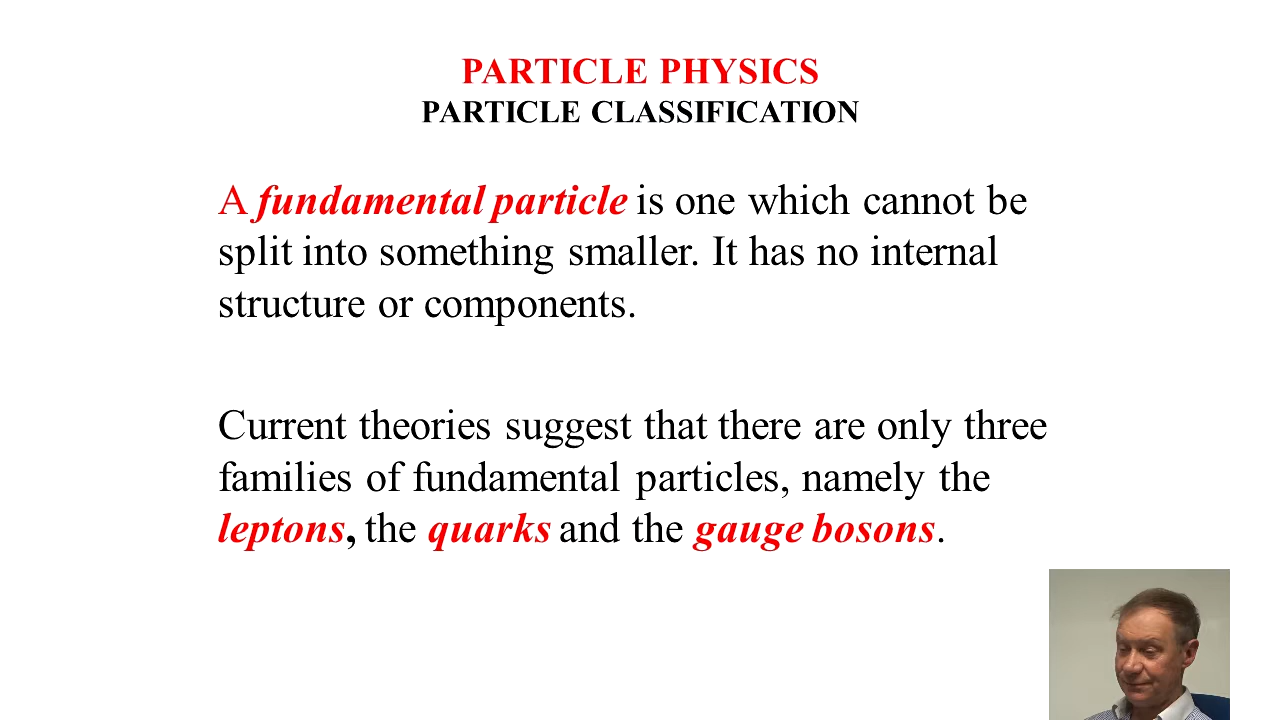 PARTICLE PHYSICS
PARTICLE CLASSIFICATION
A fundamental particle is one which cannot be
split into something smaller. It has no internal
structure or components.
Current theories suggest that there are only three
families of fundamental particles, namely the
leptons, the quarks and the gauge bosons.